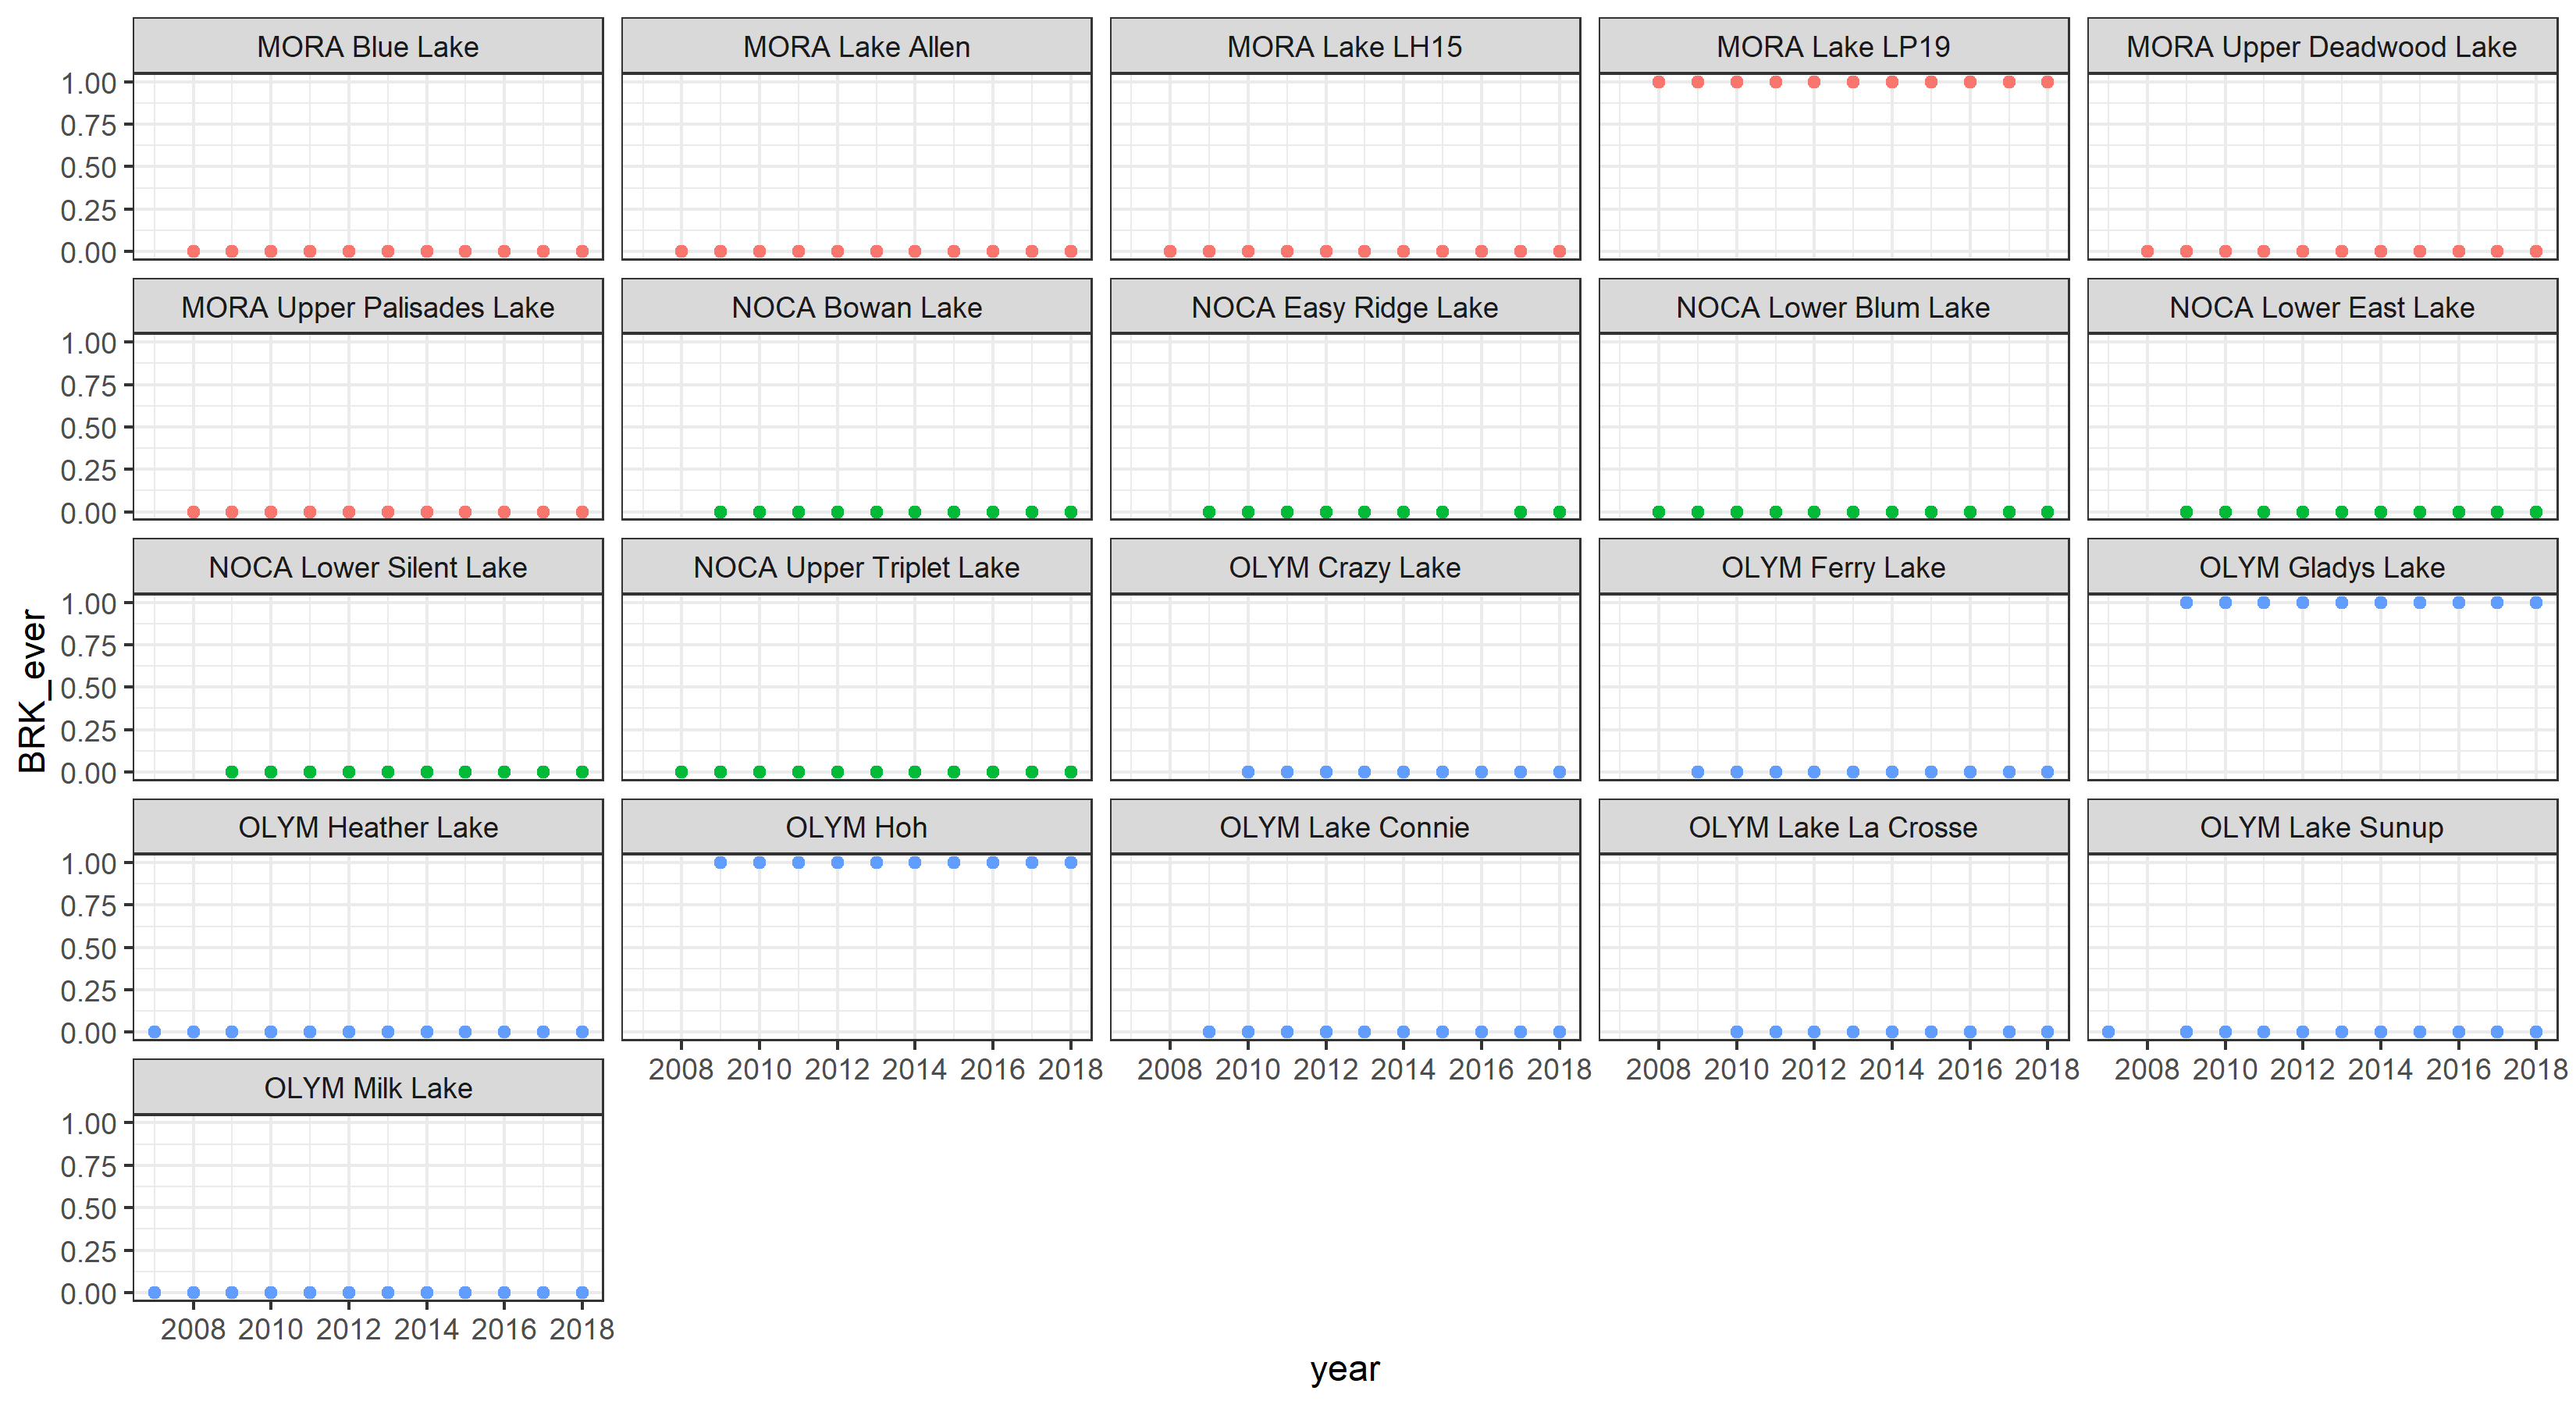 MORA Blue Lake MORA Lake Allen MORA Lake LH15 MORA Lake LP19 MORA Upper Deadwood Lake
1.00
0.75
0.50
0.25
0.00
MORA Upper Palisades Lake NOCA Bowan Lake NOCA Easy Ridge Lake NOCA Lower Blum Lake NOCA Lower East Lake
1.00
0.75
0.50
0.25
0.00
NOCA Lower Silent Lake NOCA Upper Triplet Lake OLYM Crazy Lake OLYM Ferry Lake OLYM Gladys Lake
BRK_ever
1.00
0.75
0.50
0.25
0.00
OLYM Heather Lake OLYM Hoh OLYM Lake Connie OLYM Lake La Crosse OLYM Lake Sunup
1.00
0.75
0.50
0.25
0.00
2008 2010 2012 2014 2016 2018 2008 2010 2012 2014 2016 2018 2008 2010 2012 2014 2016 2018 2008 2010 2012 2014 2016 2018
OLYM Milk Lake
1.00
0.75
0.50
0.25
0.00
2008 2010 2012 2014 2016 2018
year